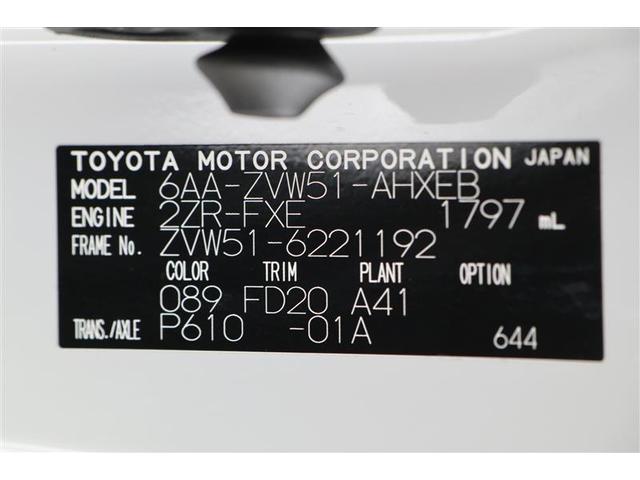 TOYOTA MOTOR CORPORATION JAPAN
MODEL 6AA-ZVW51-AHXEB
ENGINE 2ZR-FXE 1797 mL
FRAME No. ZVW51-6221192
COLOR TRIM PLANT OPTION
089 FD20 A41
TRANS./AXLE P610 -01A 644